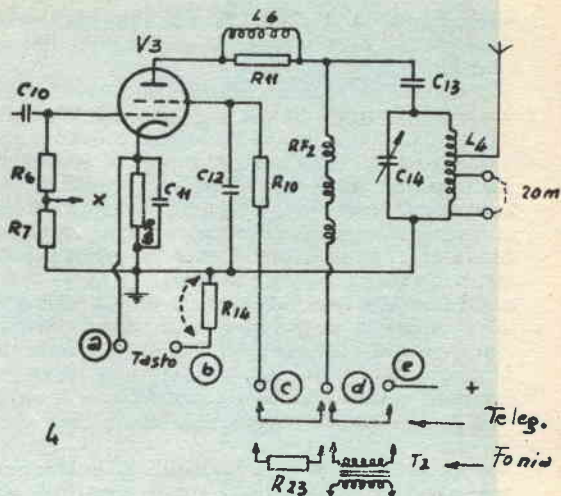 L6
V3
R11
C10
C13
L4
R6
RF2
C12
R10
C14
20m
x
C11
R7
R14
a
Tasto
b
c
d
e
+
Teleg.
4
T2
Fonia
R23